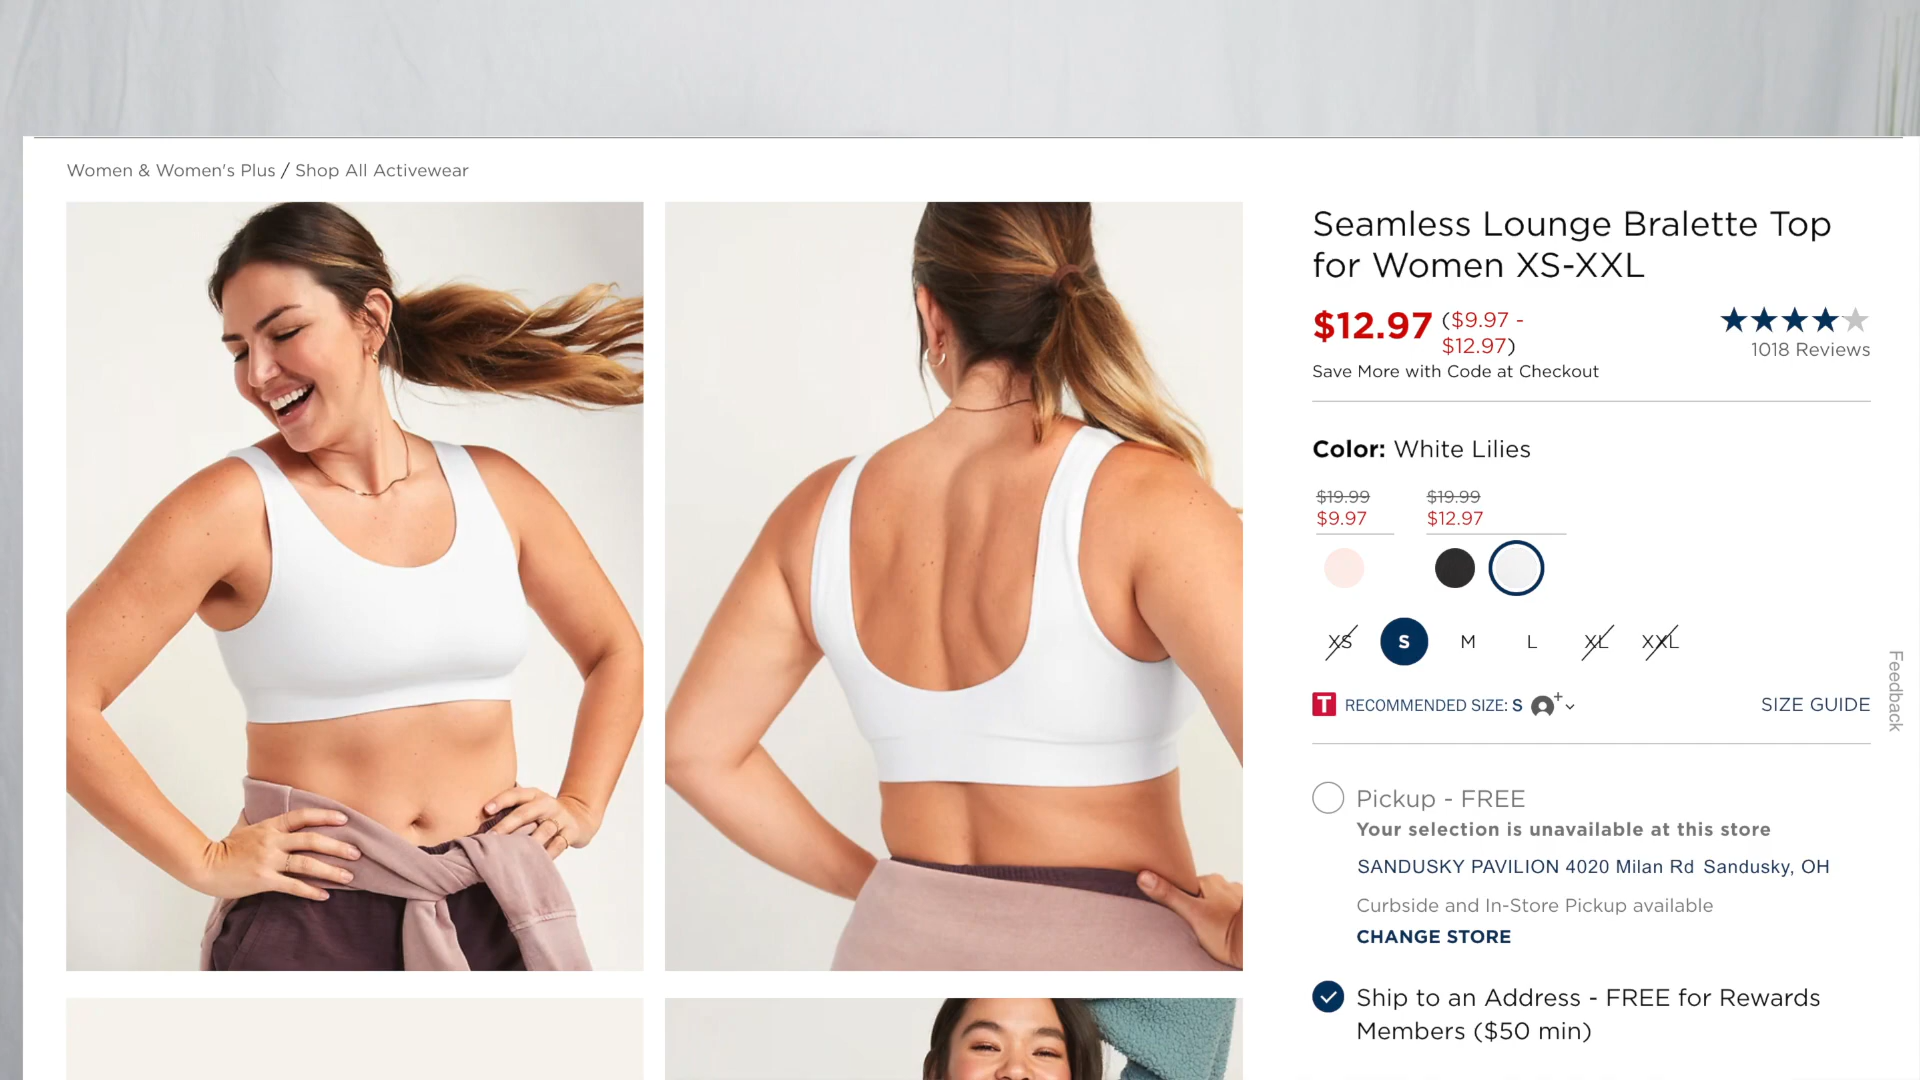 Women & Women's Plus / Shop All Activewear
Seamless Lounge Bralette Top
for Women XS-XXL
$12.97 ($9.97 -
$12.97)
1018 Reviews
Save More with Code at Checkout
Color: White Lilies
$19.99 $19.99
$9.97 $12.97
XS S M L XL XXL
T RECOMMENDED SIZE: S
SIZE GUIDE
Feedback
Pickup - FREE
Your selection is unavailable at this store
SANDUSKY PAVILION 4020 Milan Rd Sandusky, OH
Curbside and In-Store Pickup available
CHANGE STORE
Ship to an Address - FREE for Rewards
Members ($50 min)